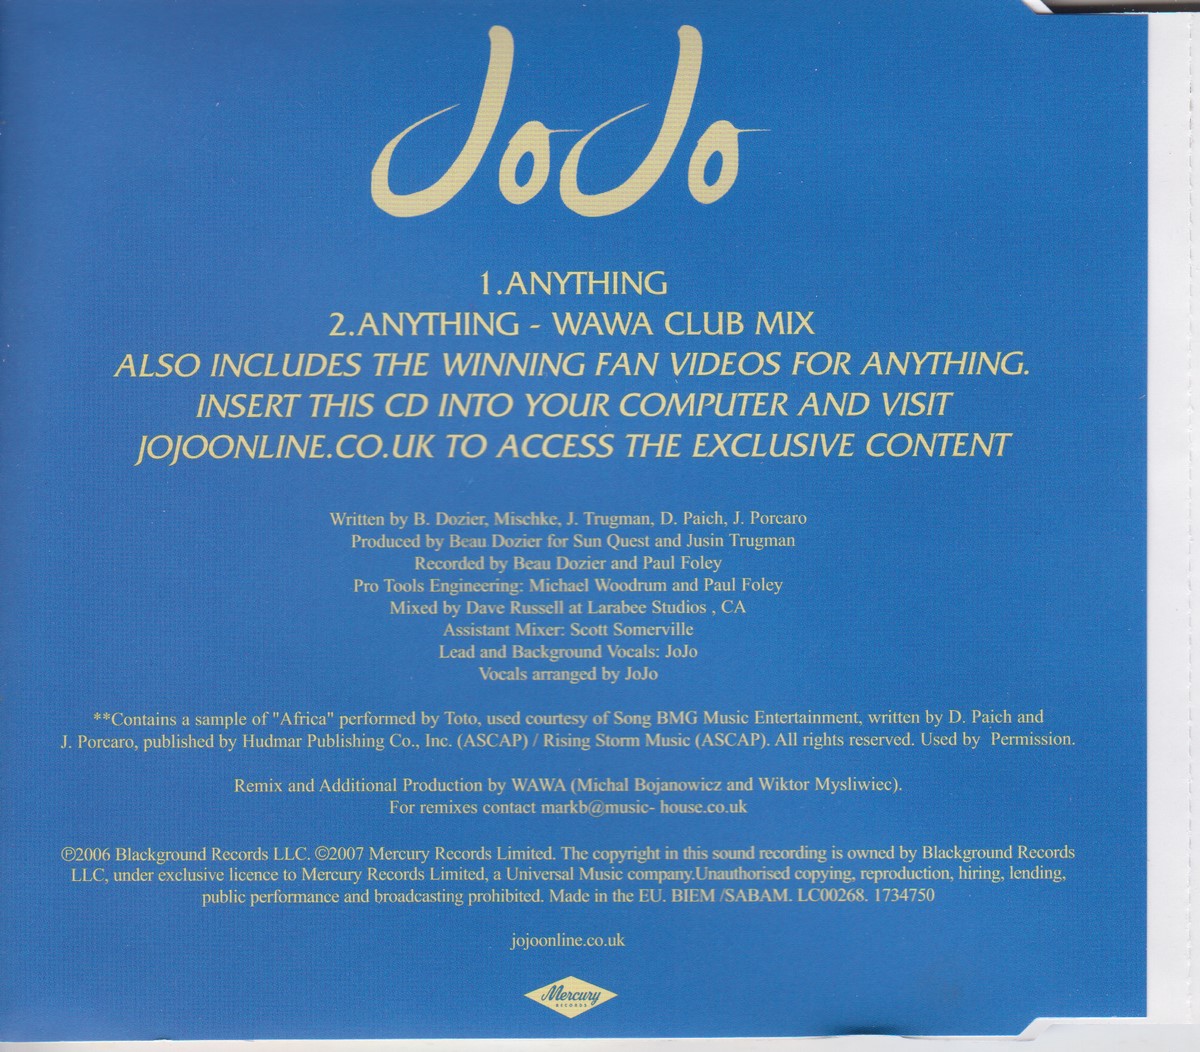 JoJo
1.ANYTHING
2.ANYTHING - WAWA CLUB MIX
ALSO INCLUDES THE WINNING FAN VIDEOS FOR ANYTHING.
INSERT THIS CD INTO YOUR COMPUTER AND VISIT
JOJOONLINE.CO.UK TO ACCESS THE EXCLUSIVE CONTENT
Written by B. Dozier, Mischke, J. Trugman, D. Paich, J. Porcaro
Produced by Beau Dozier for Sun Quest and Jusin Trugman
Recorded by Beau Dozier and Paul Foley
Pro Tools Engineering: Michael Woodrum and Paul Foley
Mixed by Dave Russell at Larabee Studios , CA
Assistant Mixer: Scott Somerville
Lead and Background Vocals: JoJo
Vocals arranged by JoJo
**Contains a sample of "Africa" performed by Toto, used courtesy of Song BMG Music Entertainment, written by D. Paich and
J. Porcaro, published by Hudmar Publishing Co., Inc. (ASCAP) / Rising Storm Music (ASCAP). All rights reserved. Used by  Permission.
Remix and Additional Production by WAWA (Michal Bojanowicz and Wiktor Mysliwiec).
For remixes contact markb@music- house.co.uk
℗2006 Blackground Records LLC. ©2007 Mercury Records Limited. The copyright in this sound recording is owned by Blackground Records
LLC, under exclusive licence to Mercury Records Limited, a Universal Music company.Unauthorised copying, reproduction, hiring, lending,
public performance and broadcasting prohibited. Made in the EU. BIEM /SABAM. LC00268. 1734750
jojoonline.co.uk
Mercury
RECORDS